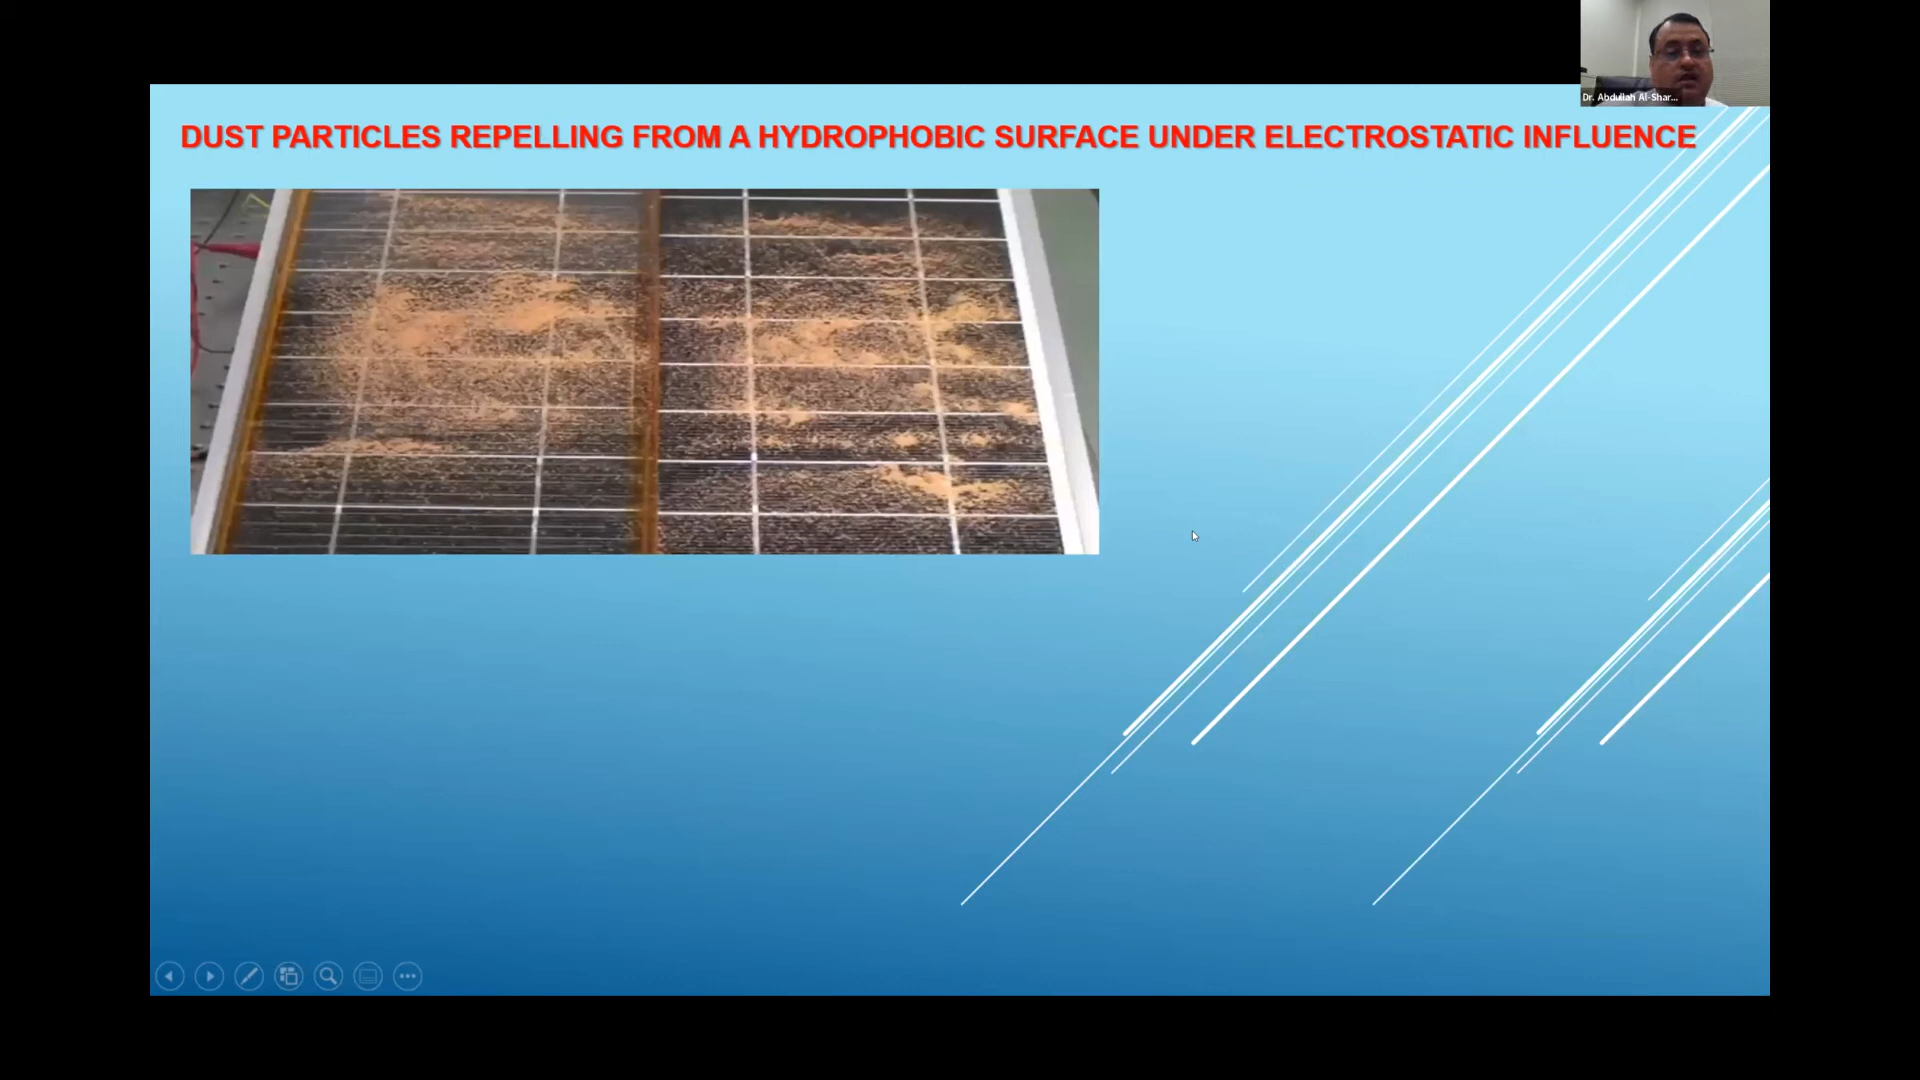 Dr. Abdullah Al-Shar...
DUST PARTICLES REPELLING FROM A HYDROPHOBIC SURFACE UNDER ELECTROSTATIC INFLUENCE